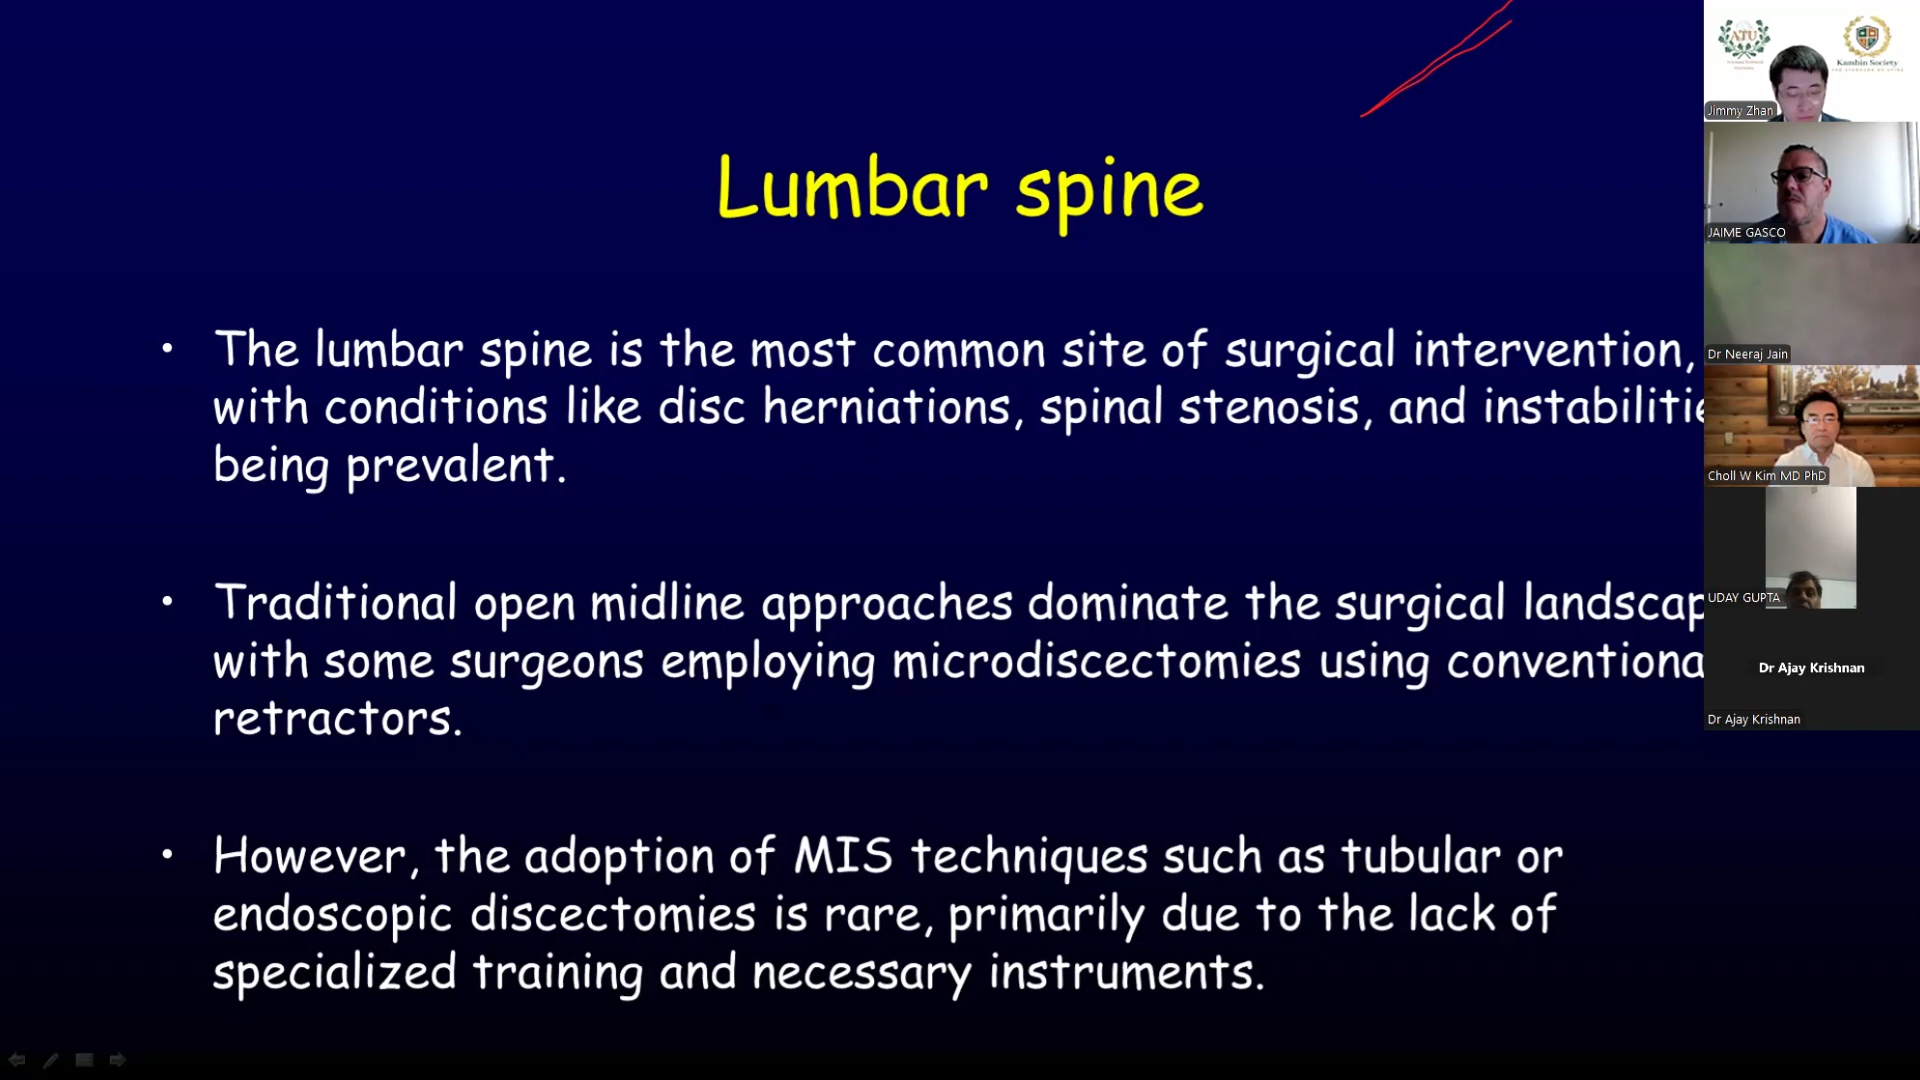 Lumbar spine
• The lumbar spine is the most common site of surgical intervention,
with conditions like disc herniations, spinal stenosis, and instabilitie
being prevalent.
• Traditional open midline approaches dominate the surgical landscap
with some surgeons employing microdiscectomies using conventiona
retractors.
• However, the adoption of MIS techniques such as tubular or
endoscopic discectomies is rare, primarily due to the lack of
specialized training and necessary instruments.
ATU
Kambin Society
Jimmy Zhan
JAIME GASCO
Dr Neeraj Jain
Choll W Kim MD PhD
UDAY GUPTA
Dr Ajay Krishnan
Dr Ajay Krishnan